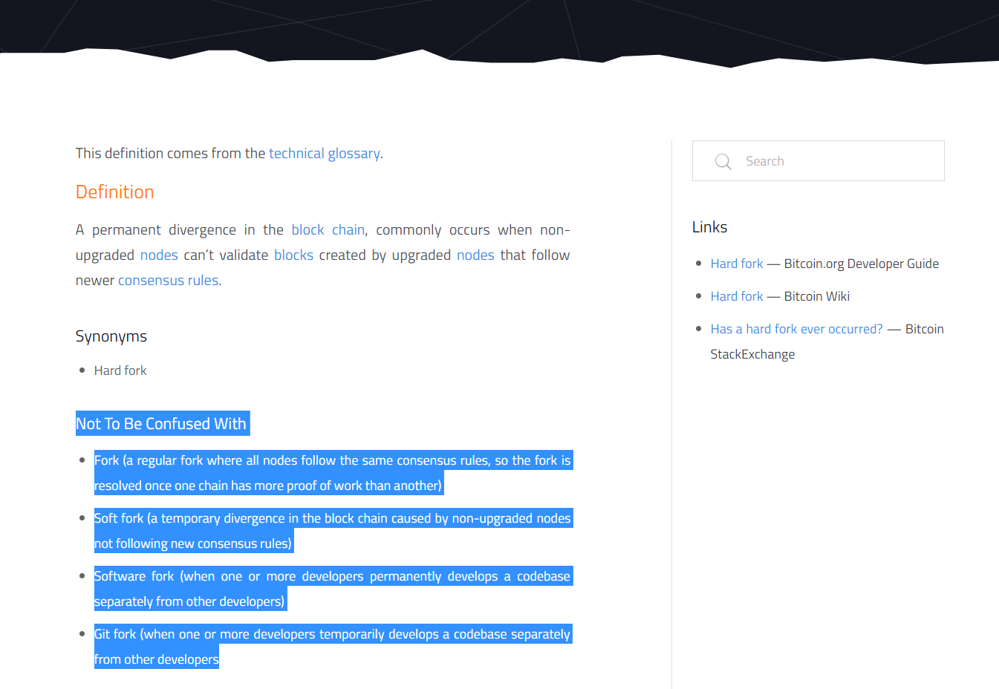 This definition comes from the technical glossary.
Definition
A permanent divergence in the block chain, commonly occurs when non-
upgraded nodes can’t validate blocks created by upgraded nodes that follow
newer consensus rules.
Synonyms
Hard fork
Not To Be Confused With
Fork (a regular fork where all nodes follow the same consensus rules, so the fork is
resolved once one chain has more proof of work than another)
Soft fork (a temporary divergence in the block chain caused by non-upgraded nodes
not following new consensus rules)
Software fork (when one or more developers permanently develops a codebase
separately from other developers)
Git fork (when one or more developers temporarily develops a codebase separately
from other developers
Search
Links
Hard fork — Bitcoin.org Developer Guide
Hard fork — Bitcoin Wiki
Has a hard fork ever occurred? — Bitcoin
StackExchange